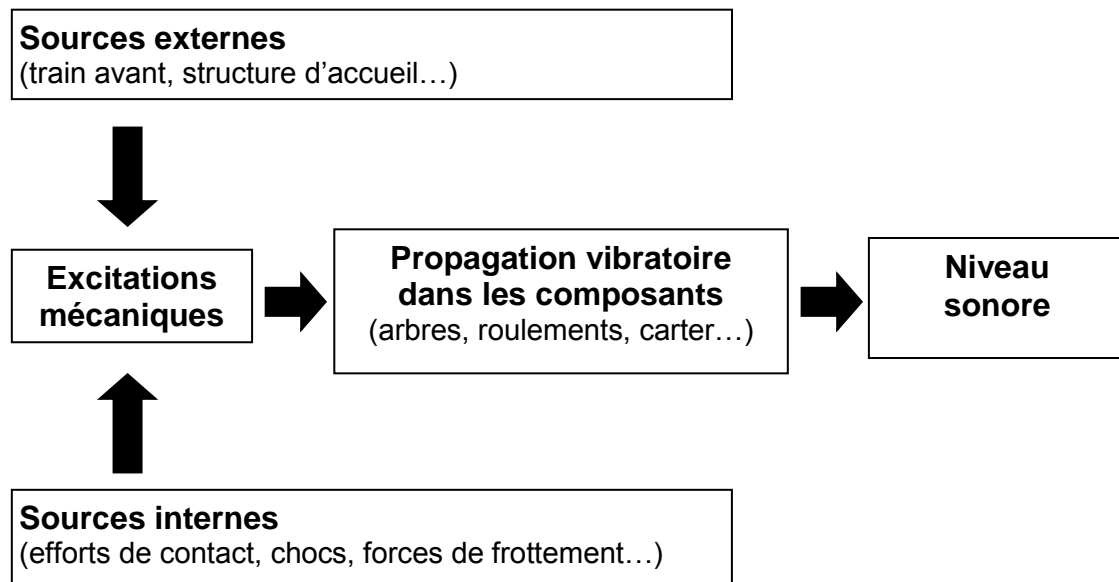 Sources externes
(train avant, structure d’accueil…)
Excitations
mécaniques
Propagation vibratoire
dans les composants
(arbres, roulements, carter…)
Niveau
sonore
Sources internes
(efforts de contact, chocs, forces de frottement…)